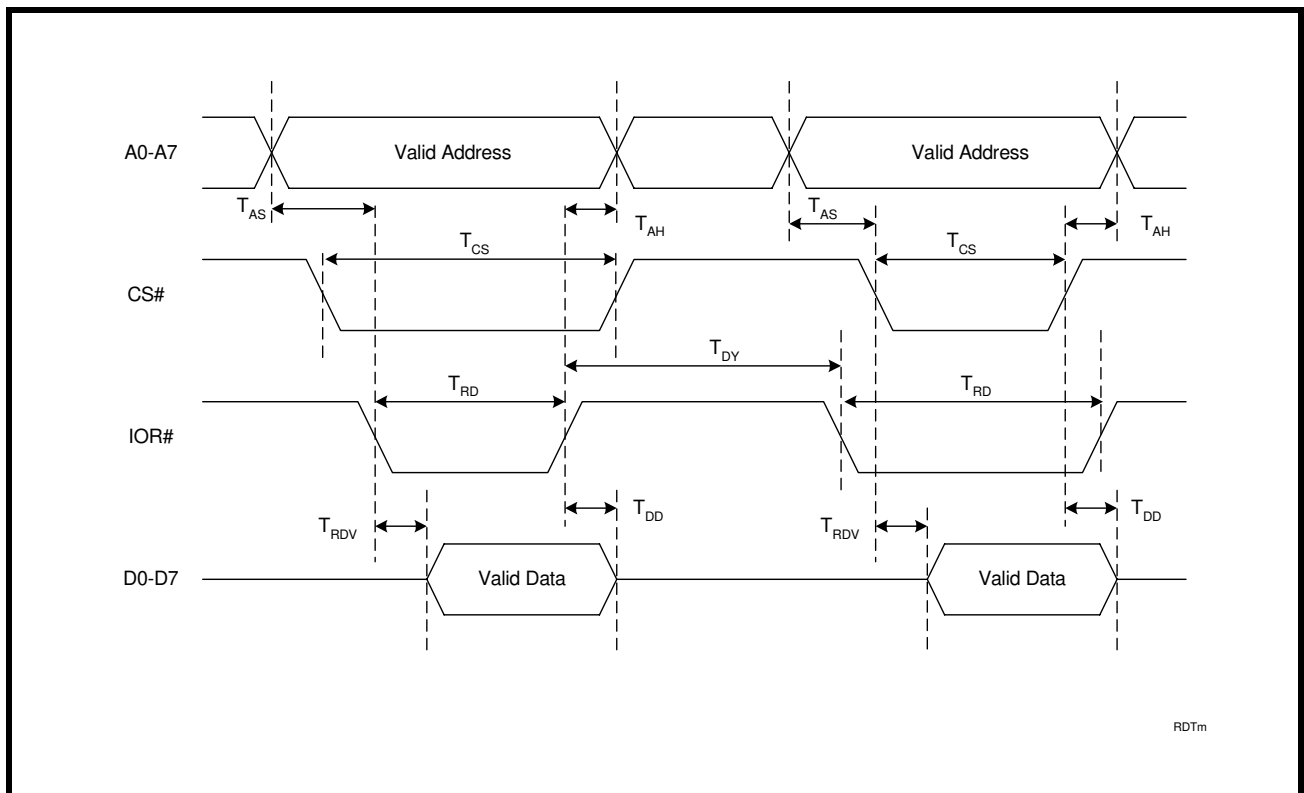 A0-A7
Valid Address
Valid Address
TAS
TAH
TAS
TAH
TCS
TCS
CS#
TDY
TRD
TRD
IOR#
TRDV
TDD
TRDV
TDD
D0-D7
Valid Data
Valid Data
RDTm